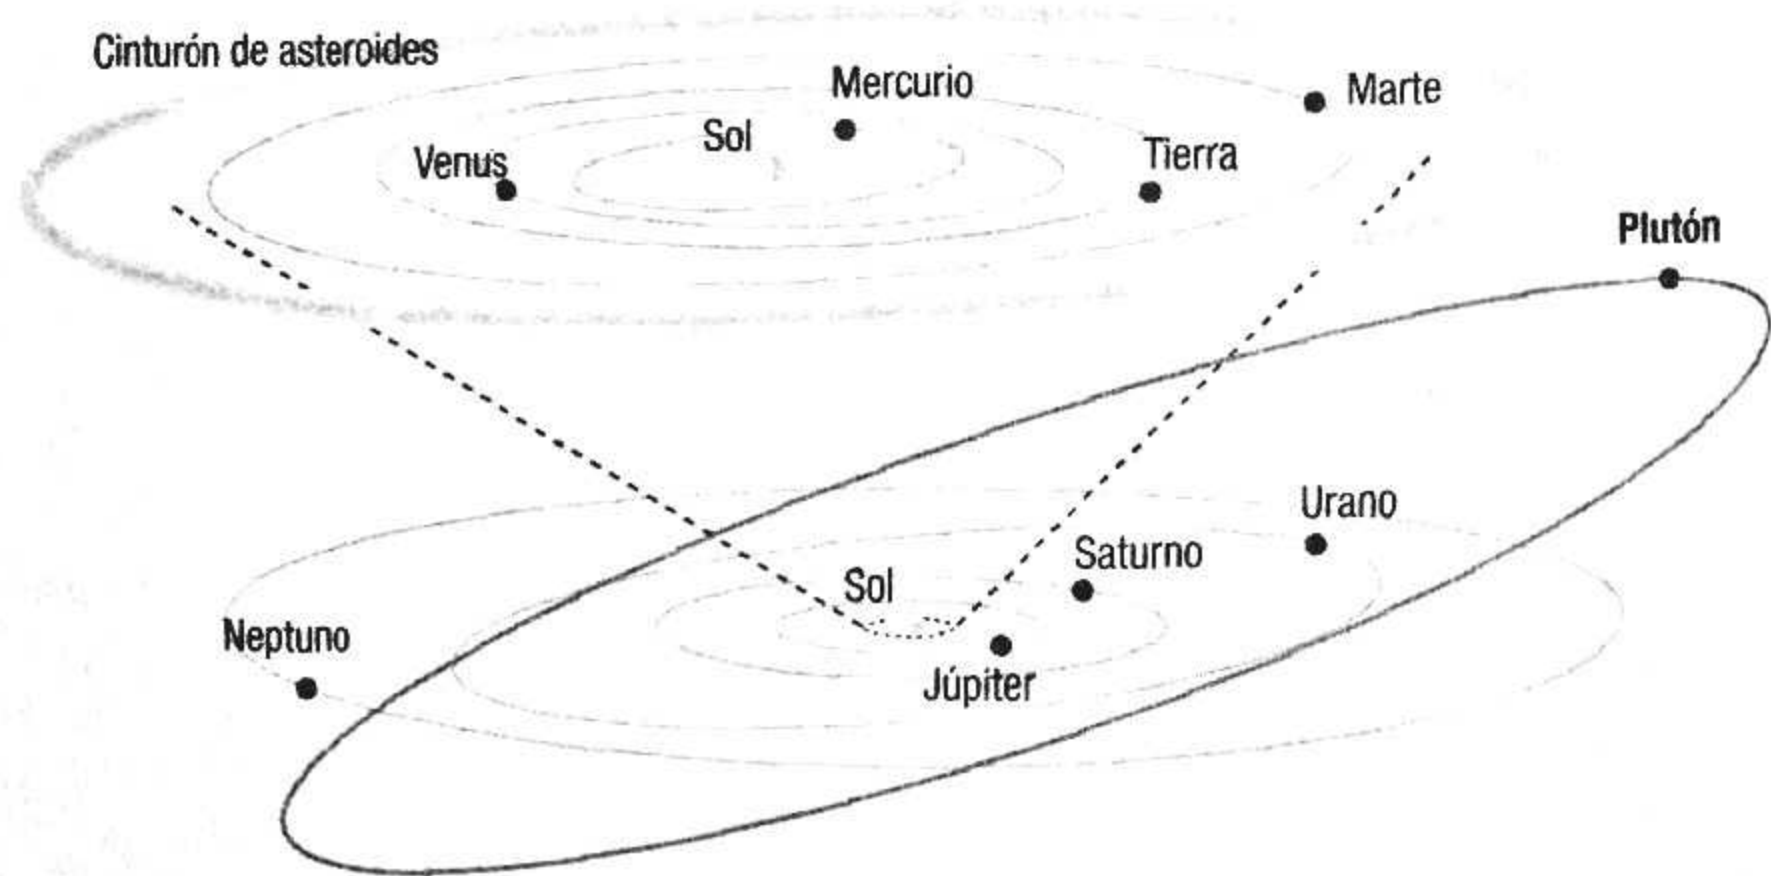 Cinturón de asteroides
Mercurio
Marte
Sol
Venus
Tierra
Plutón
Urano
Saturno
Sol
Neptuno
Júpiter